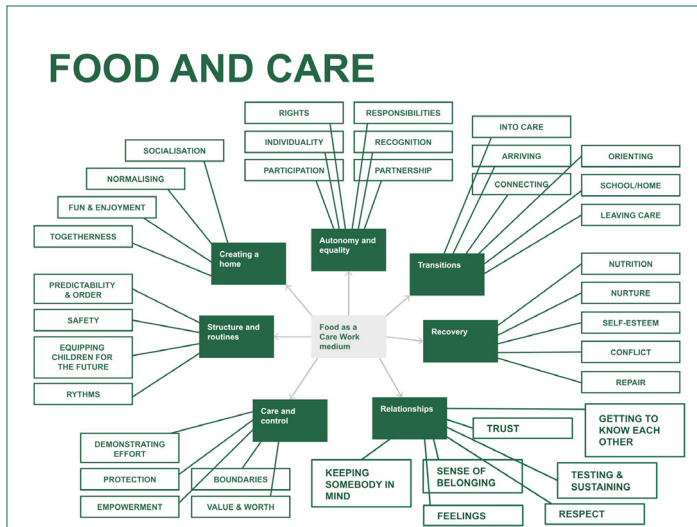 FOOD AND CARE
RIGHTS
RESPONSIBILITIES
INTO CARE
SOCIALISATION
INDIVIDUALITY
RECOGNITION
ARRIVING
ORIENTING
NORMALISING
PARTICIPATION
PARTNERSHIP
CONNECTING
SCHOOL/HOME
FUN & ENJOYMENT
LEAVING CARE
TOGETHERNESS
Creating a
home
Autonomy and
equality
Transitions
NUTRITION
PREDICTABILITY
& ORDER
NURTURE
SAFETY
Structure and
routines
Food as a
Care Work
medium
Recovery
SELF-ESTEEM
EQUIPPING
CHILDREN FOR
THE FUTURE
CONFLICT
RYTHMS
REPAIR
Care and
control
Relationships
DEMONSTRATING
EFFORT
TRUST
GETTING TO
KNOW EACH
OTHER
PROTECTION
BOUNDARIES
KEEPING
SOMEBODY IN
MIND
SENSE OF
BELONGING
TESTING &
SUSTAINING
EMPOWERMENT
VALUE & WORTH
FEELINGS
RESPECT